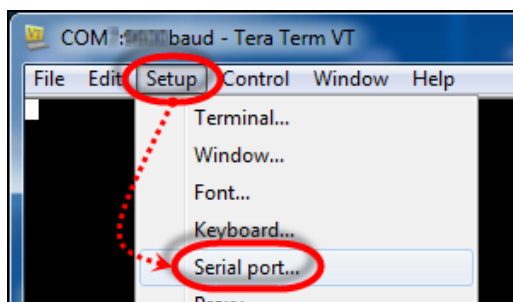 COM : baud - Tera Term VT
File Edit Setup Control Window Help
Terminal...
Window...
Font...
Keyboard...
Serial port...